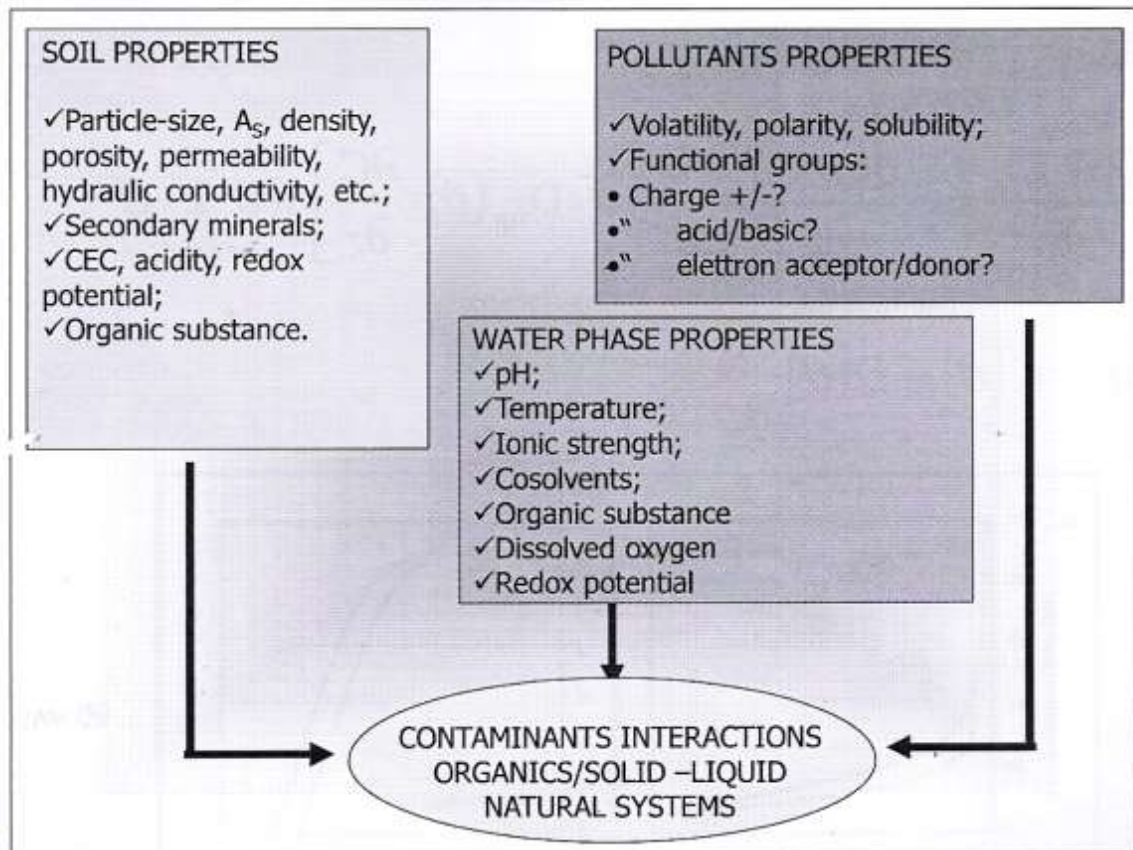 SOIL PROPERTIES
✓Particle-size, Aₛ, density,
porosity, permeability,
hydraulic conductivity, etc.;
✓Secondary minerals;
✓CEC, acidity, redox
potential;
✓Organic substance.
POLLUTANTS PROPERTIES
✓Volatility, polarity, solubility;
✓Functional groups:
• Charge +/-?
•“ acid/basic?
•“ elettron acceptor/donor?
WATER PHASE PROPERTIES
✓pH;
✓Temperature;
✓Ionic strength;
✓Cosolvents;
✓Organic substance
✓Dissolved oxygen
✓Redox potential
CONTAMINANTS INTERACTIONS
ORGANICS/SOLID –LIQUID
NATURAL SYSTEMS